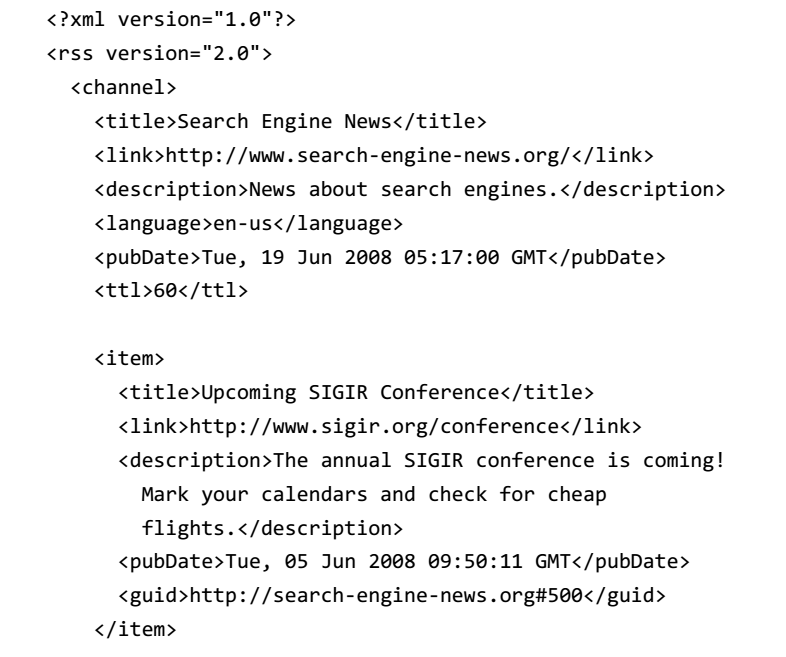 <?xml version="1.0"?>
<rss version="2.0">
  <channel>
    <title>Search Engine News</title>
    <link>http://www.search-engine-news.org/</link>
    <description>News about search engines.</description>
    <language>en-us</language>
    <pubDate>Tue, 19 Jun 2008 05:17:00 GMT</pubDate>
    <ttl>60</ttl>

    <item>
      <title>Upcoming SIGIR Conference</title>
      <link>http://www.sigir.org/conference</link>
      <description>The annual SIGIR conference is coming!
        Mark your calendars and check for cheap
        flights.</description>
      <pubDate>Tue, 05 Jun 2008 09:50:11 GMT</pubDate>
      <guid>http://search-engine-news.org#500</guid>
    </item>